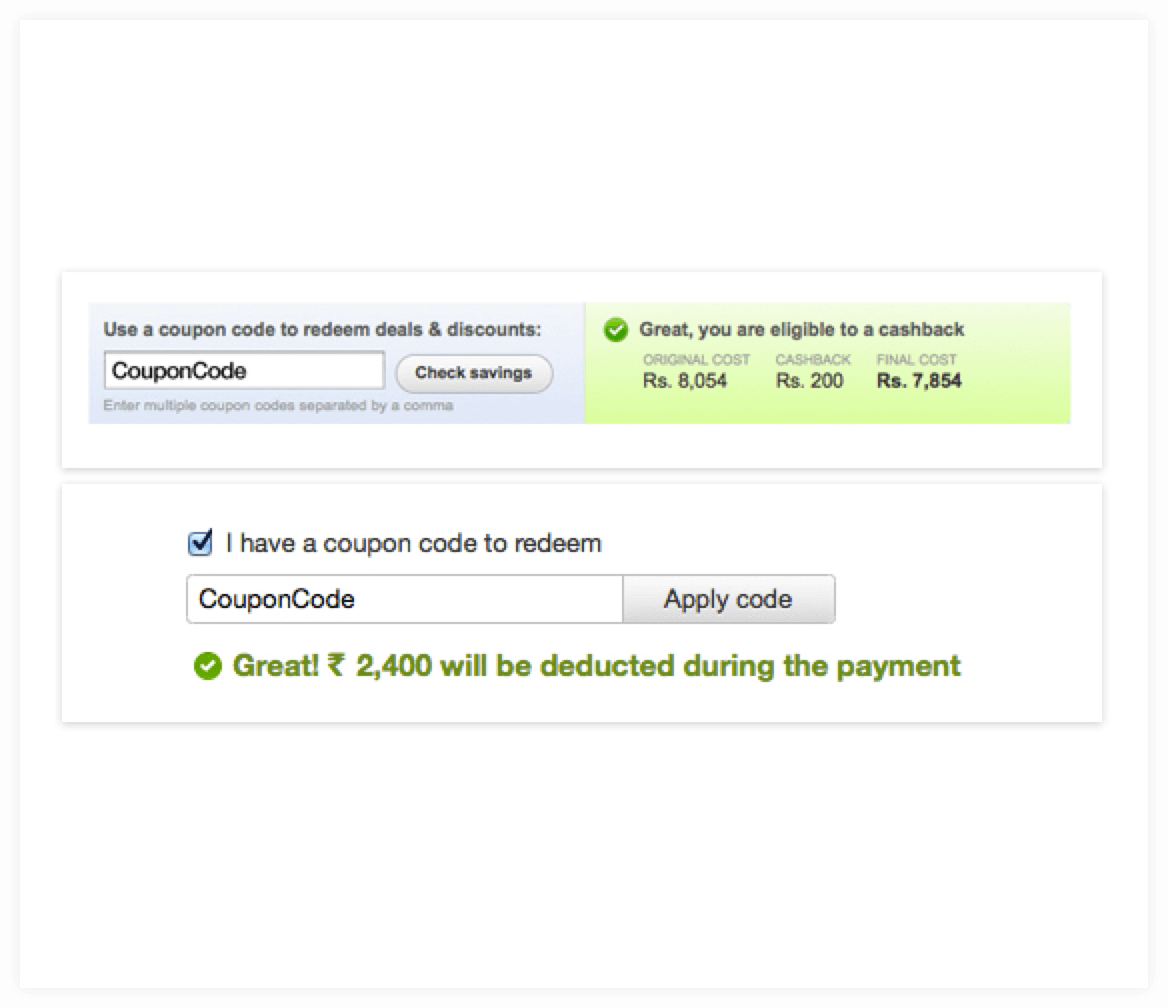 Use a coupon code to redeem deals & discounts:
CouponCode
Check savings
Enter multiple coupon codes separated by a comma
Great, you are eligible to a cashback
ORIGINAL COST CASHBACK FINAL COST
Rs. 8,054 Rs. 200 Rs. 7,854
I have a coupon code to redeem
CouponCode
Apply code
Great! ₹ 2,400 will be deducted during the payment